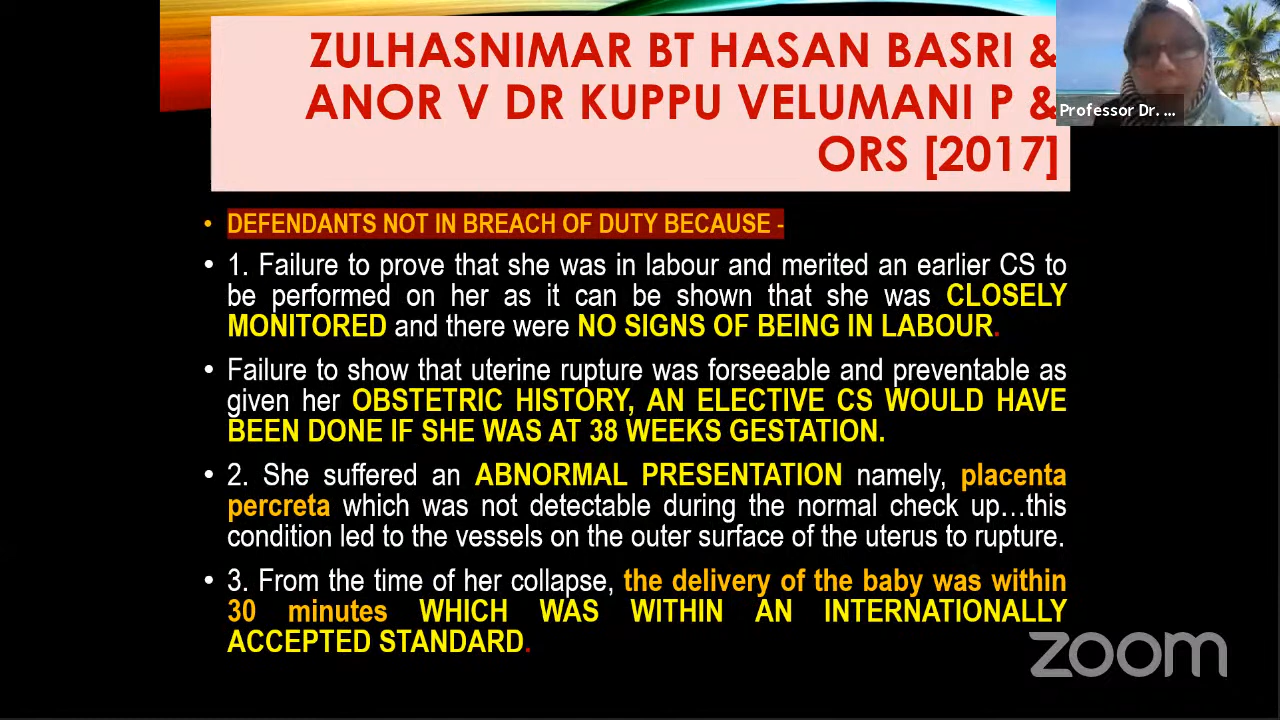 ZULHASNIMAR BT HASAN BASRI &
ANOR V DR KUPPU VELUMANI P &
ORS [2017]
Professor Dr. ...
• DEFENDANTS NOT IN BREACH OF DUTY BECAUSE -
• 1. Failure to prove that she was in labour and merited an earlier CS to
be performed on her as it can be shown that she was CLOSELY
MONITORED and there were NO SIGNS OF BEING IN LABOUR.
• Failure to show that uterine rupture was forseeable and preventable as
given her OBSTETRIC HISTORY, AN ELECTIVE CS WOULD HAVE
BEEN DONE IF SHE WAS AT 38 WEEKS GESTATION.
• 2. She suffered an ABNORMAL PRESENTATION namely, placenta
percreta which was not detectable during the normal check up…this
condition led to the vessels on the outer surface of the uterus to rupture.
• 3. From the time of her collapse, the delivery of the baby was within
30 minutes WHICH WAS WITHIN AN INTERNATIONALLY
ACCEPTED STANDARD.
zoom